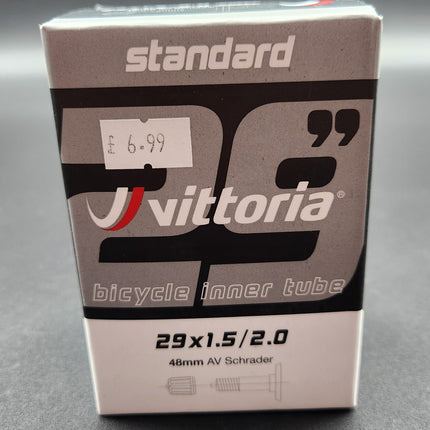 standard
29"
£ 6.99
vittoria®
bicycle inner tube
29x1.5/2.0
48mm AV Schrader